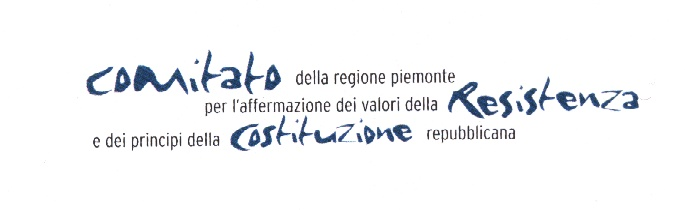 comitato della regione piemonte
per l'affermazione dei valori della Resistenza
e dei principi della costituzione repubblicana